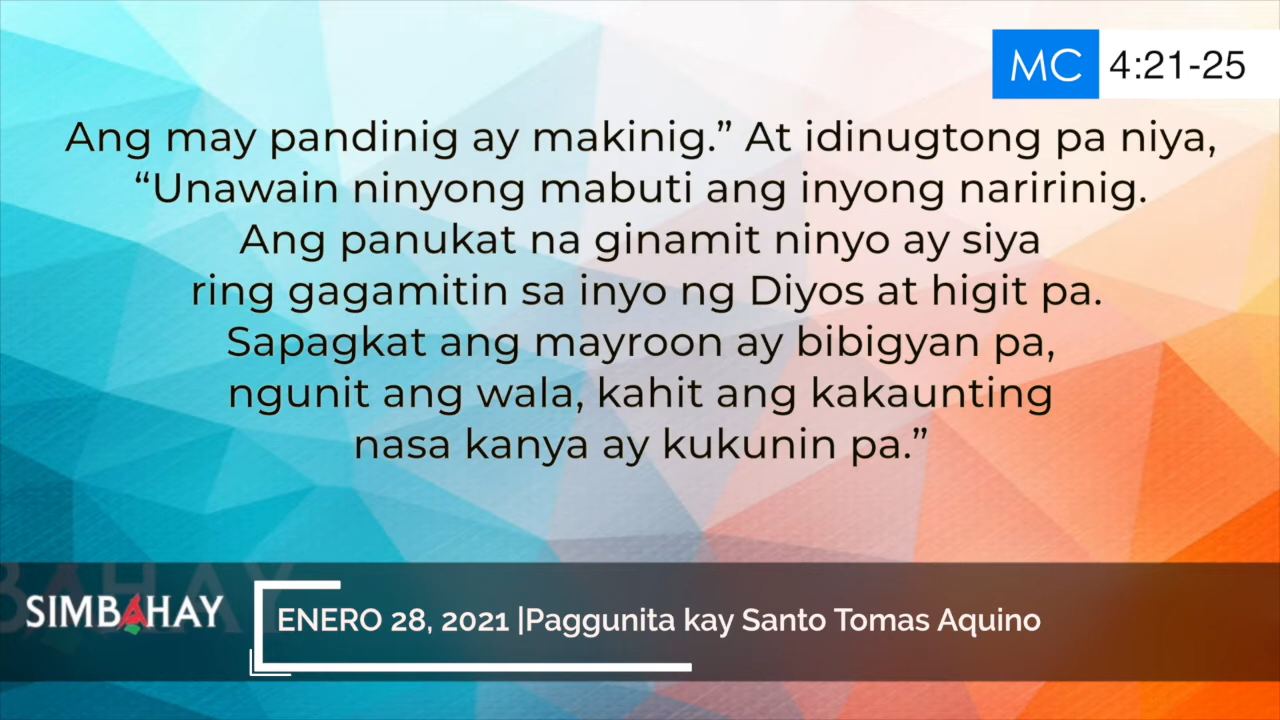 MC 4:21-25
Ang may pandinig ay makinig.” At idinugtong pa niya,
“Unawain ninyong mabuti ang inyong naririnig.
Ang panukat na ginamit ninyo ay siya
ring gagamitin sa inyo ng Diyos at higit pa.
Sapagkat ang mayroon ay bibigyan pa,
ngunit ang wala, kahit ang kakaunting
nasa kanya ay kukunin pa.”
SIMBAHAY
ENERO 28, 2021 |Paggunita kay Santo Tomas Aquino